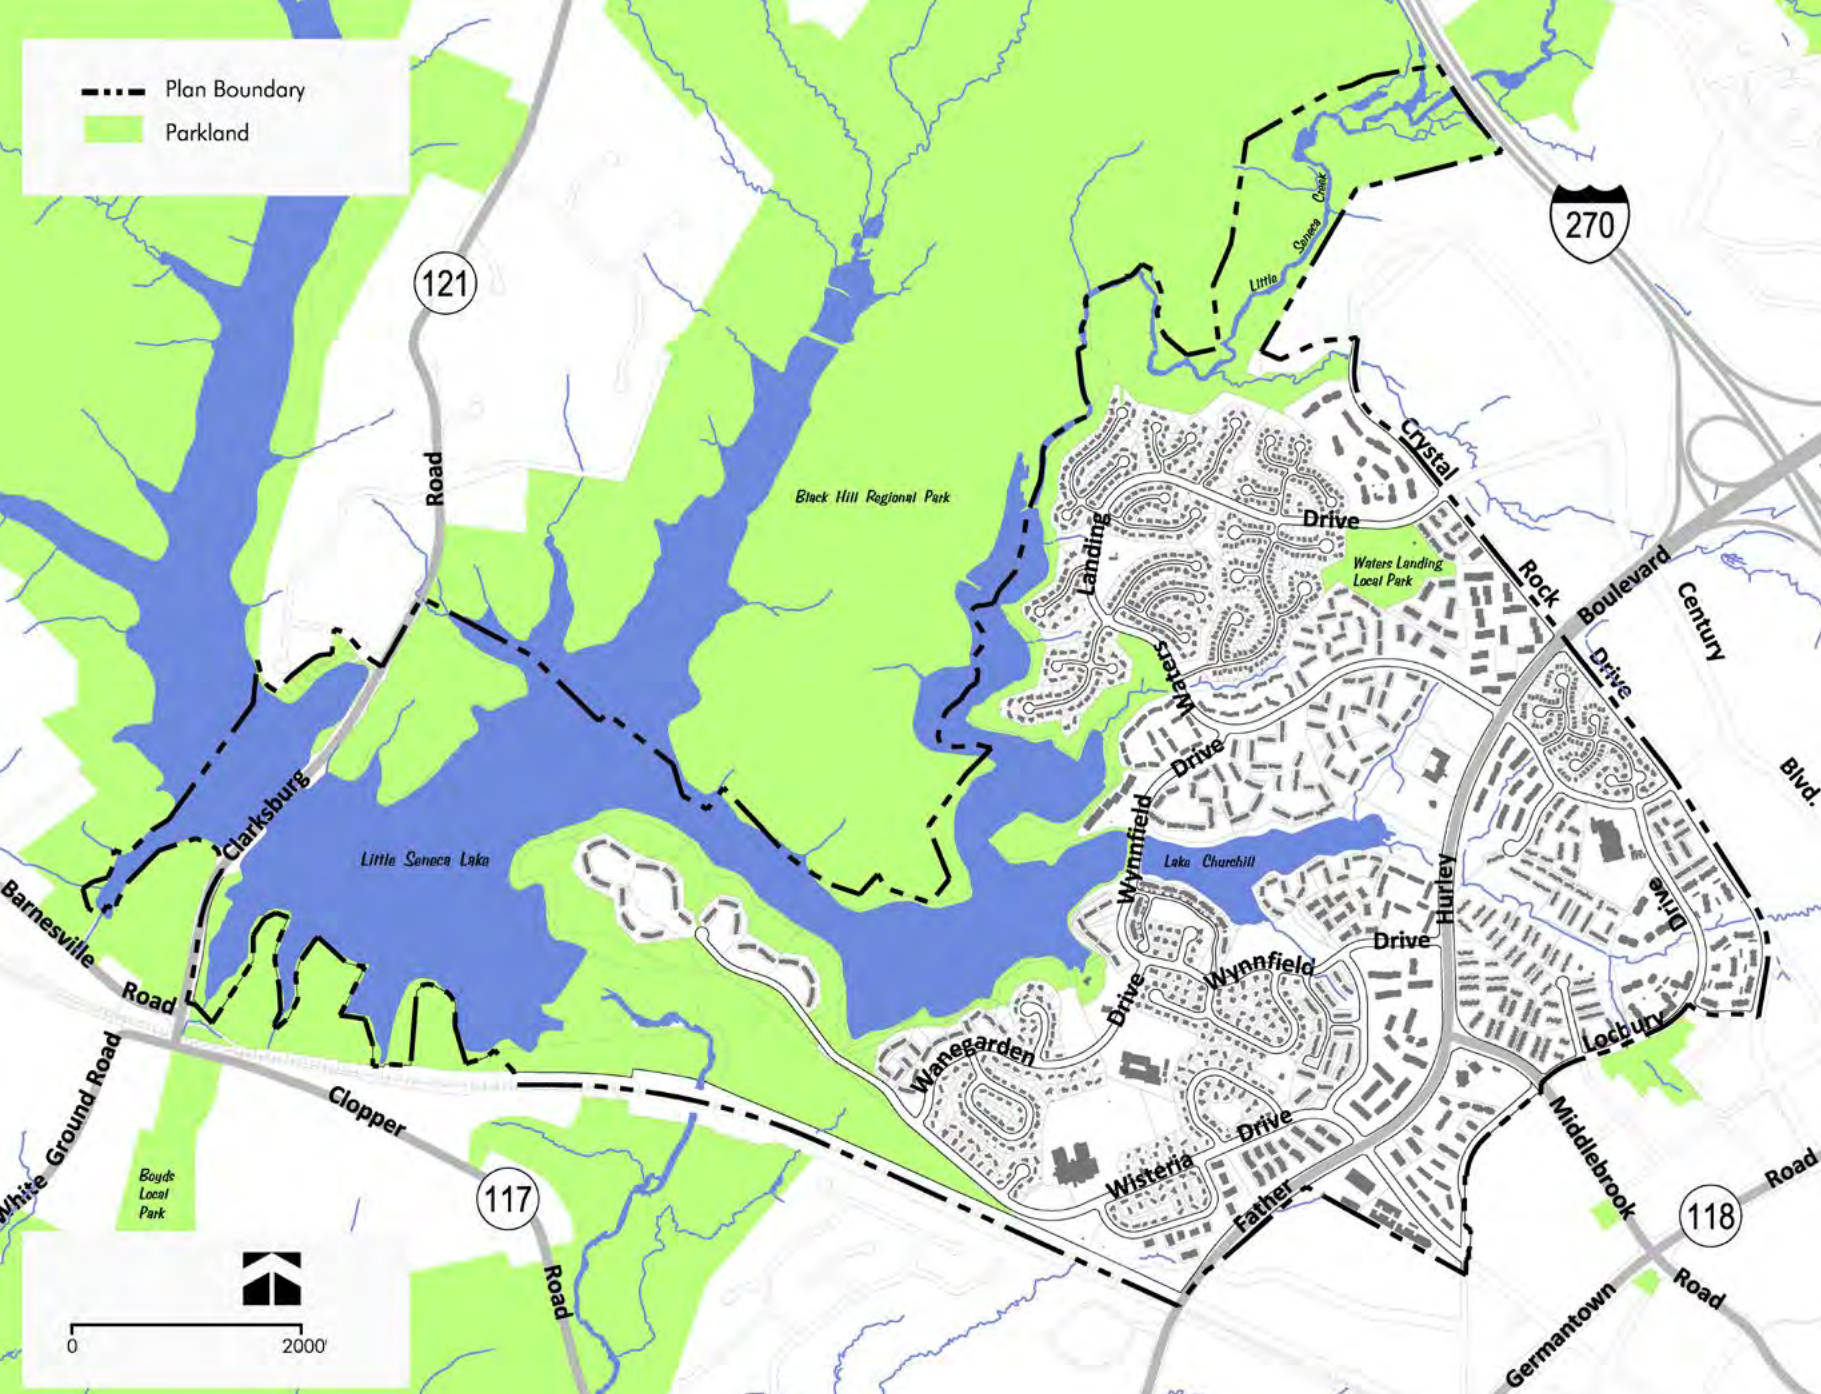 Plan Boundary
Parkland
121
270
Little
Seneca
Creek
Road
Black Hill Regional Park
Crystal
Drive
Landing
Waters Landing
Local Park
Rock
Boulevard
Century
Drive
Waters
Drive
Blvd.
Clarksburg
Wynnfield
Little Seneca Lake
Lake Churchill
Hurley
Drive
Barnesville
Road
Drive
Wynnfield
Drive
Locbury
White Ground Road
Wanegarden
Clopper
Drive
Middlebrook
Wisteria
Father
Boyds
Local
Park
117
118
Road
Road
Road
Germantown
0
2000'